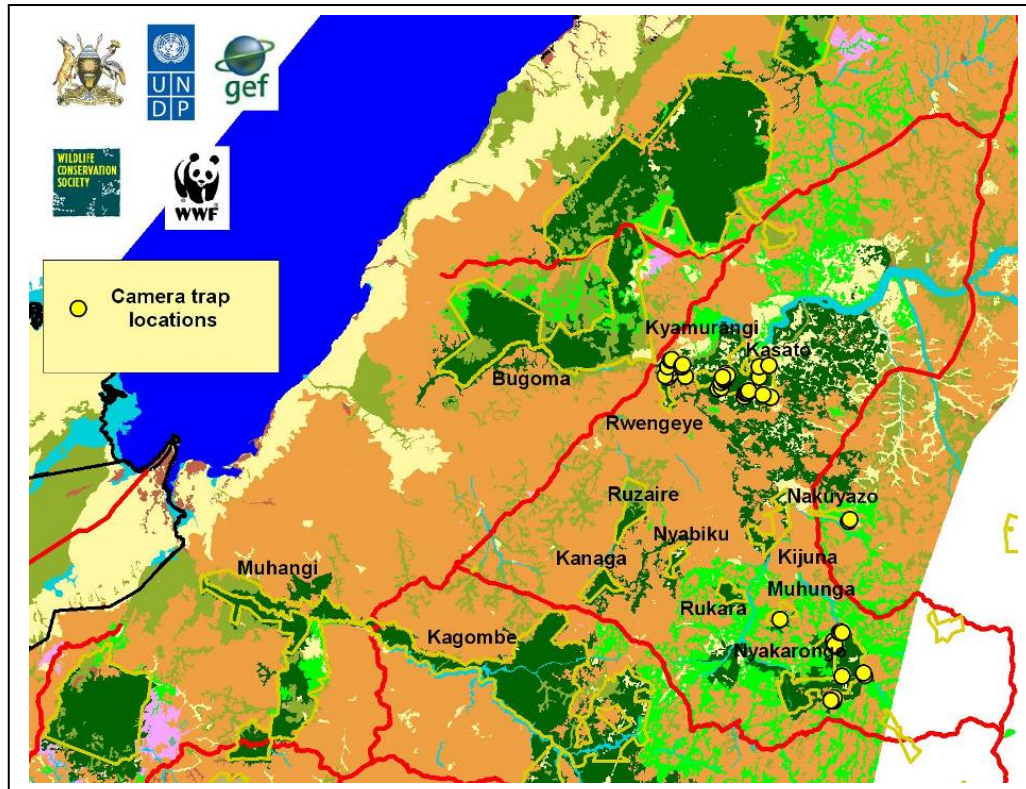 UN
DP
gef
WILDLIFE
CONSERVATION
SOCIETY
WWF
Camera trap
locations
Kyamurangi
Kasato
Bugoma
Rwengeye
Ruzaire
Nakuyazo
Nyabiku
Kanaga
Kijuna
Muhangi
Muhunga
Rukara
Kagombe
Nyakarongo